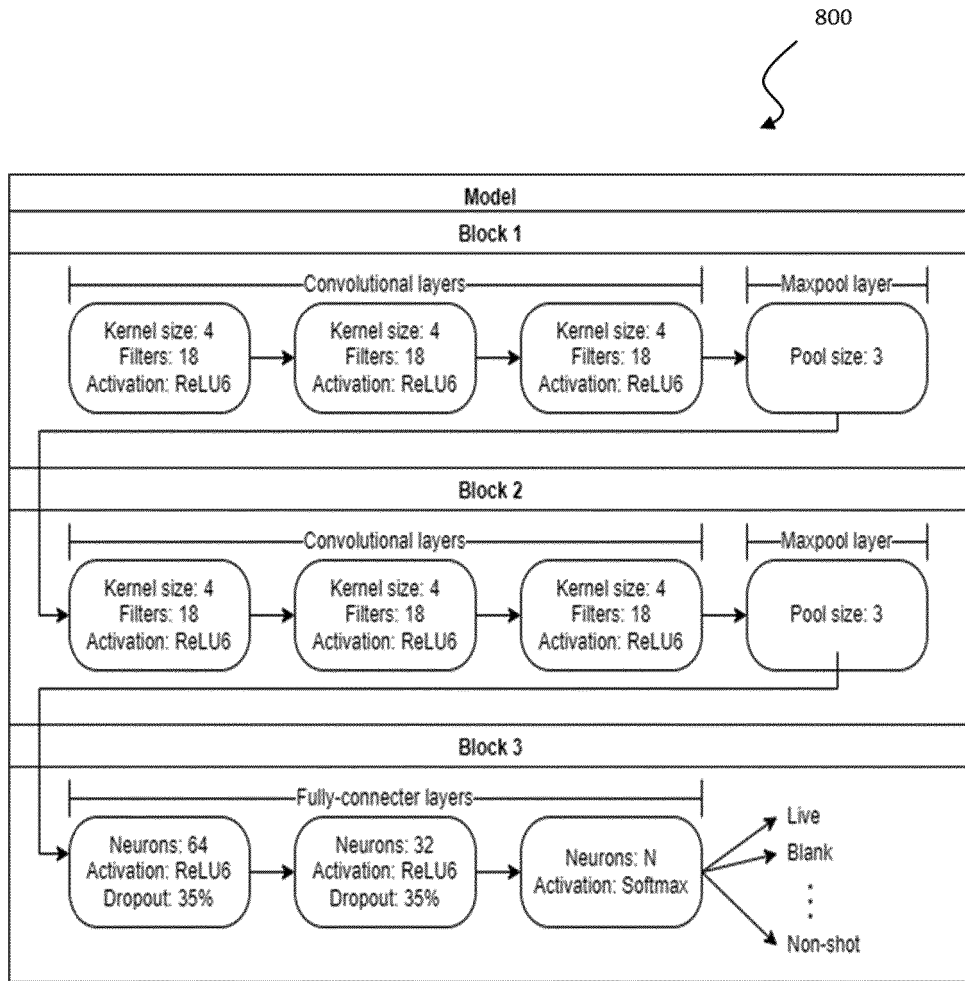 800
Model
Block 1
Convolutional layers
Maxpool layer
Kernel size: 4
Filters: 18
Activation: ReLU6
Kernel size: 4
Filters: 18
Activation: ReLU6
Kernel size: 4
Filters: 18
Activation: ReLU6
Pool size: 3
Block 2
Convolutional layers
Maxpool layer
Kernel size: 4
Filters: 18
Activation: ReLU6
Kernel size: 4
Filters: 18
Activation: ReLU6
Kernel size: 4
Filters: 18
Activation: ReLU6
Pool size: 3
Block 3
Fully-connecter layers
Neurons: 64
Activation: ReLU6
Dropout: 35%
Neurons: 32
Activation: ReLU6
Dropout: 35%
Neurons: N
Activation: Softmax
Live
Blank
Non-shot